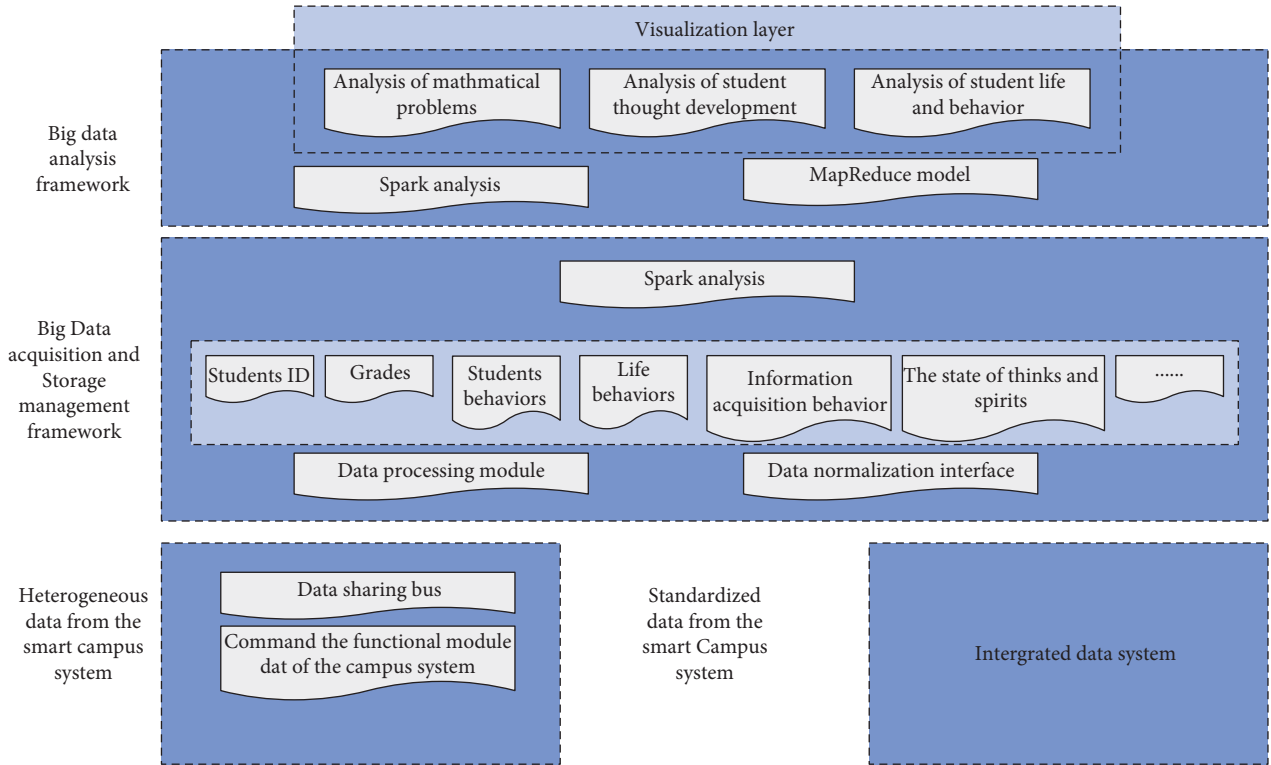 Visualization layer
Analysis of mathmatical
problems
Analysis of student
thought development
Analysis of student life
and behavior
Big data
analysis
framework
Spark analysis
MapReduce model
Spark analysis
Big Data
acquisition and
Storage
management
framework
Students ID
Grades
Students
behaviors
Life
behaviors
Information
acquisition behavior
The state of thinks and
spirits
......
Data processing module
Data normalization interface
Heterogeneous
data from the
smart campus
system
Data sharing bus
Command the functional module
dat of the campus system
Standardized
data from the
smart Campus
system
Intergrated data system